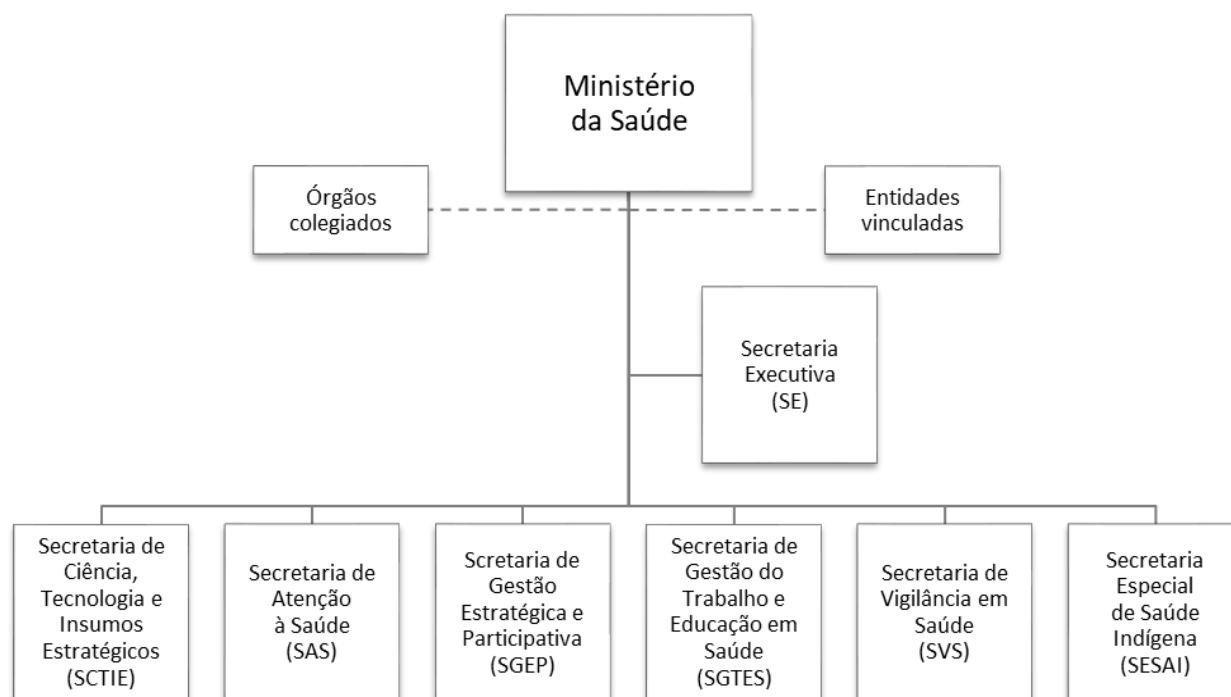 Ministério
da Saúde
Órgãos
colegiados
Entidades
vinculadas
Secretaria
Executiva
(SE)
Secretaria de
Ciência,
Tecnologia e
Insumos
Estratégicos
(SCTIE)
Secretaria de
Atenção
à Saúde
(SAS)
Scretaria de
Gestão
Estratégica e
Participativa
(SGEP)
Secretaria de
Gestão do
Trabalho e
Educação em
Saúde
(SGTES)
Secretaria de
Vigilância em
Saúde
(SVS)
Secretaria
Especial
de Saúde
Indígena
(SESAI)